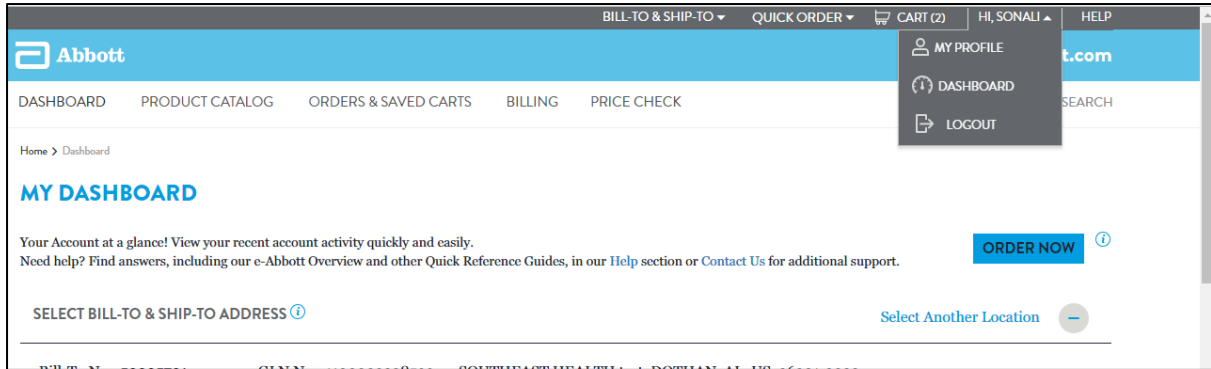 BILL-TO & SHIP-TO QUICK ORDER CART (2) HI, SONALI HELP
Abbott t.com
MY PROFILE
DASHBOARD
LOGOUT
DASHBOARD PRODUCT CATALOG ORDERS & SAVED CARTS BILLING PRICE CHECK SEARCH
Home > Dashboard
MY DASHBOARD
Your Account at a glance! View your recent account activity quickly and easily.
Need help? Find answers, including our e-Abbott Overview and other Quick Reference Guides, in our Help section or Contact Us for additional support.
ORDER NOW
SELECT BILL-TO & SHIP-TO ADDRESS Select Another Location